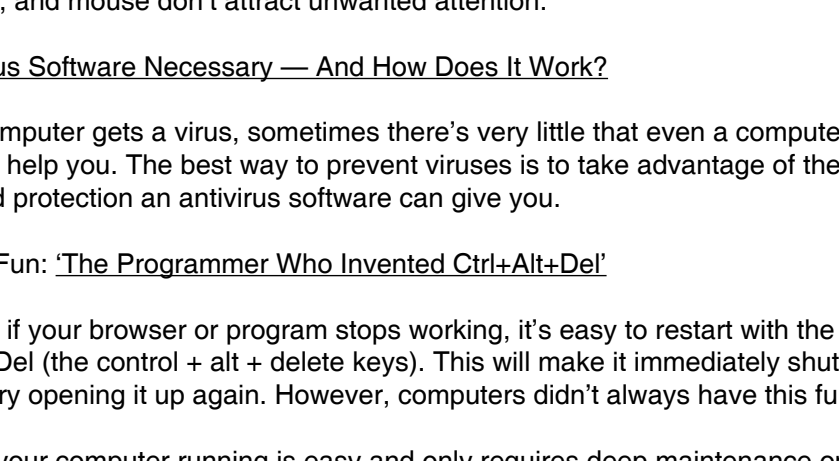 , and mouse don't attract unwanted attention.
us Software Necessary — And How Does It Work?
mputer gets a virus, sometimes there's very little that even a compute
help you. The best way to prevent viruses is to take advantage of the
d protection an antivirus software can give you.
Fun: ‘The Programmer Who Invented Ctrl+Alt+Del’
if your browser or program stops working, it's easy to restart with the
Del (the control + alt + delete keys). This will make it immediately shut
ry opening it up again. However, computers didn't always have this fu
your computer running is easy and only requires deep maintenance o